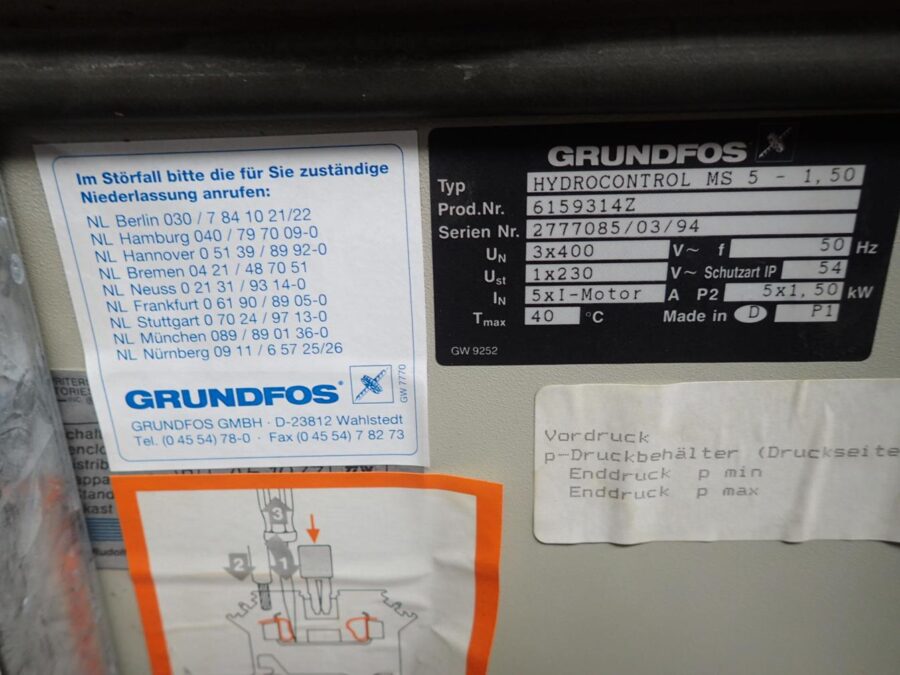 Im Störfall bitte die für Sie zuständige
Niederlassung anrufen:
NL Berlin 030 / 7 84 10 21/22
NL Hamburg 040 / 79 70 09-0
NL Hannover 0 51 39 / 89 92-0
NL Bremen 04 21 / 48 70 51
NL Neuss 0 21 31 / 93 14-0
NL Frankfurt 0 61 90 / 89 05-0
NL Stuttgart 0 70 24 / 97 13-0
NL München 089 / 89 01 36-0
NL Nürnberg 09 11 / 6 57 25/26
GRUNDFOS®
GW 7770
GRUNDFOS GMBH · D-23812 Wahlstedt
Tel. (0 45 54) 78-0 · Fax (0 45 54) 7 82 73
GRUNDFOS
Typ HYDROCONTROL MS 5 - 1,50
Prod.Nr. 6159314Z
Serien Nr. 2777085/03/94
UN 3x400 V~ f 50 Hz
Ust 1x230 V~ Schutzart IP 54
IN 5xI-Motor A P2 5x1,50 kW
Tmax 40 °C Made in D P1
GW 9252
Vordruck
p-Druckbehälter (Druckseite
Enddruck p min
Enddruck p max
3
2
1